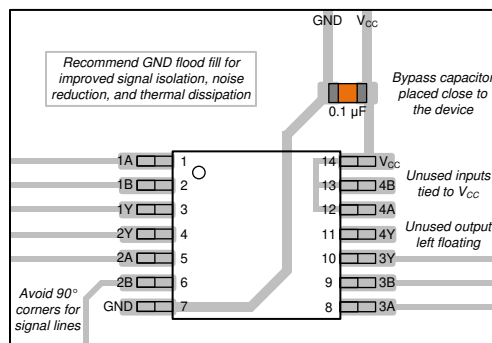 GND VCC
Recommend GND flood fill for
improved signal isolation, noise
reduction, and thermal dissipation
Bypass capacitor
placed close to
the device
0.1 µF
1A 1 14 VCC
1B 2 13 4B
1Y 3 12 4A
2Y 4 11 4Y
2A 5 10 3Y
2B 6 9 3B
GND 7 8 3A
Unused inputs
tied to VCC
Unused output
left floating
Avoid 90°
corners for
signal lines